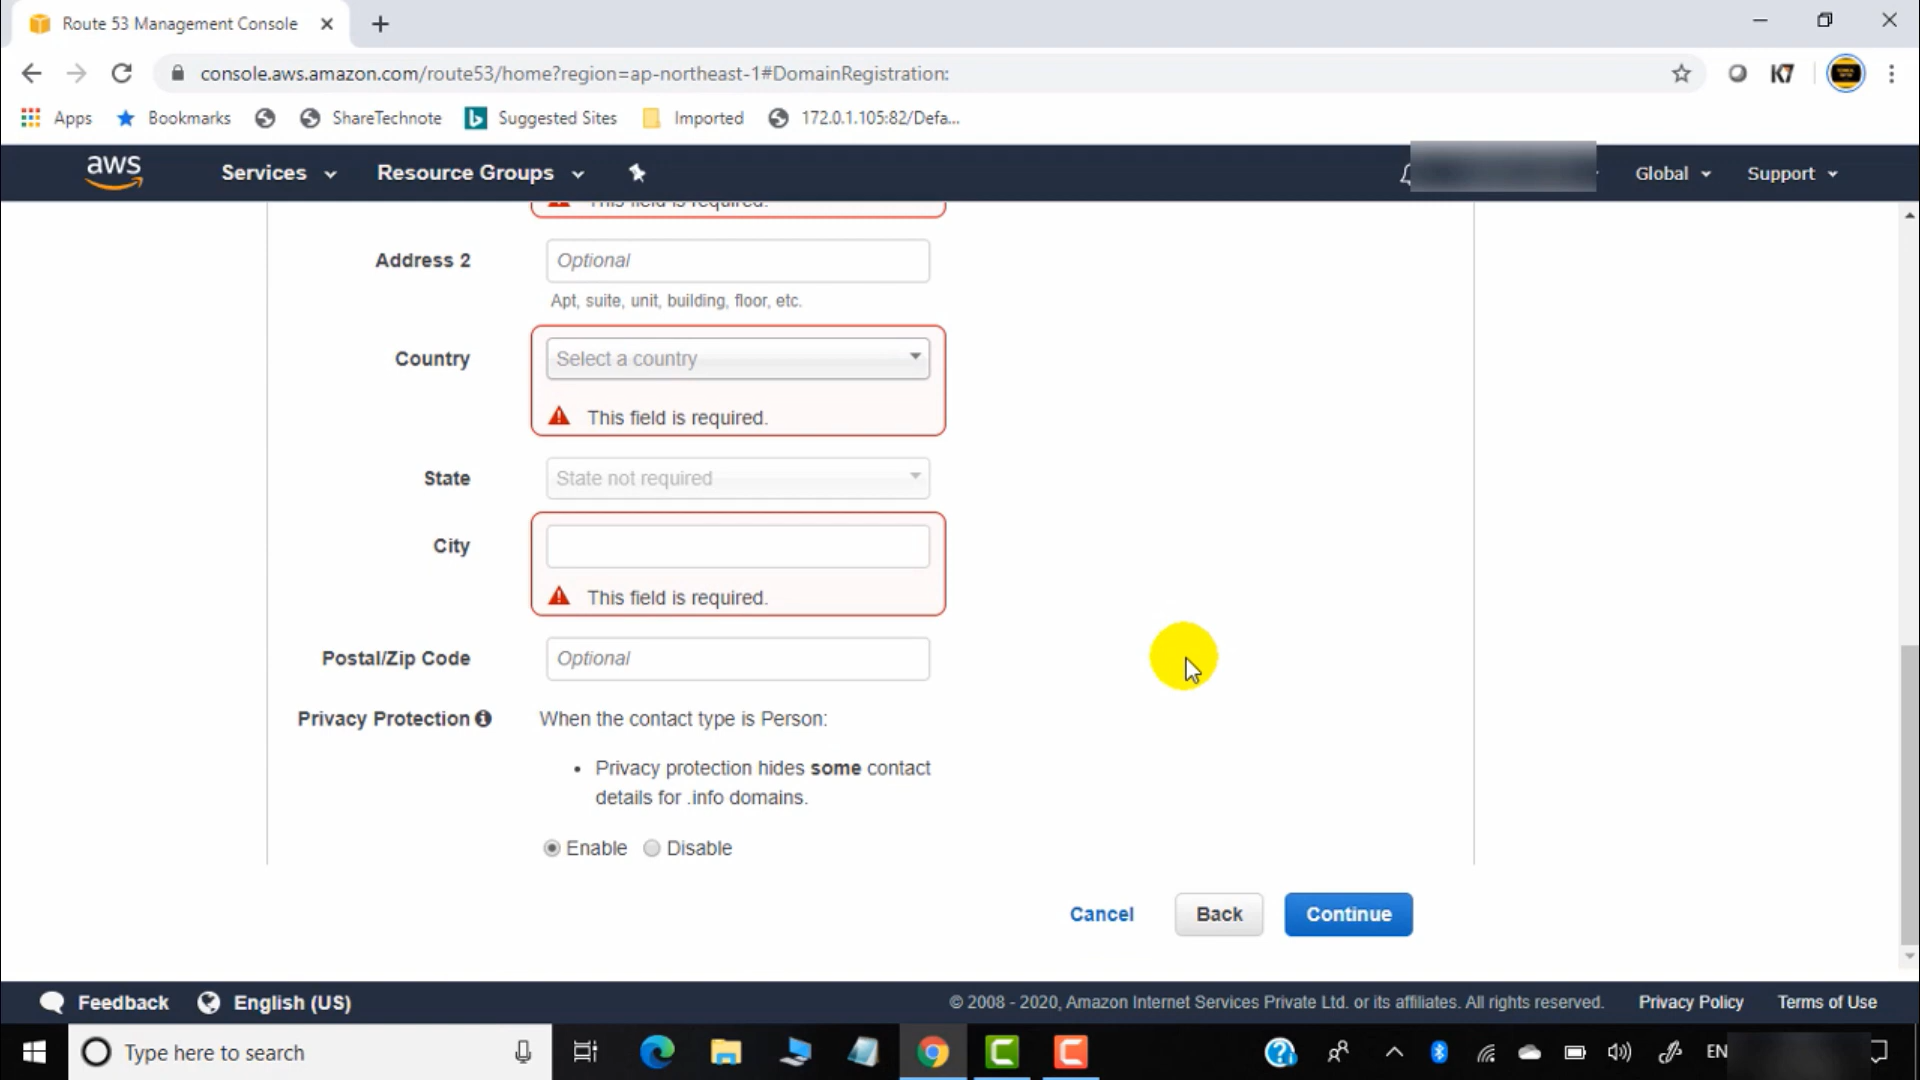 Route 53 Management Console
console.aws.amazon.com/route53/home?region=ap-northeast-1#DomainRegistration:
K7
Apps Bookmarks ShareTechnote Suggested Sites Imported 172.0.1.105:82/Defa...
aws Services Resource Groups Global Support
This field is required.
Address 2 Optional
Apt, suite, unit, building, floor, etc.
Country Select a country
This field is required.
State State not required
City
This field is required.
Postal/Zip Code Optional
Privacy Protection When the contact type is Person:
• Privacy protection hides some contact
details for .info domains.
Enable Disable
Cancel Back Continue
Feedback English (US) © 2008 - 2020, Amazon Internet Services Private Ltd. or its affiliates. All rights reserved. Privacy Policy Terms of Use
Type here to search EN